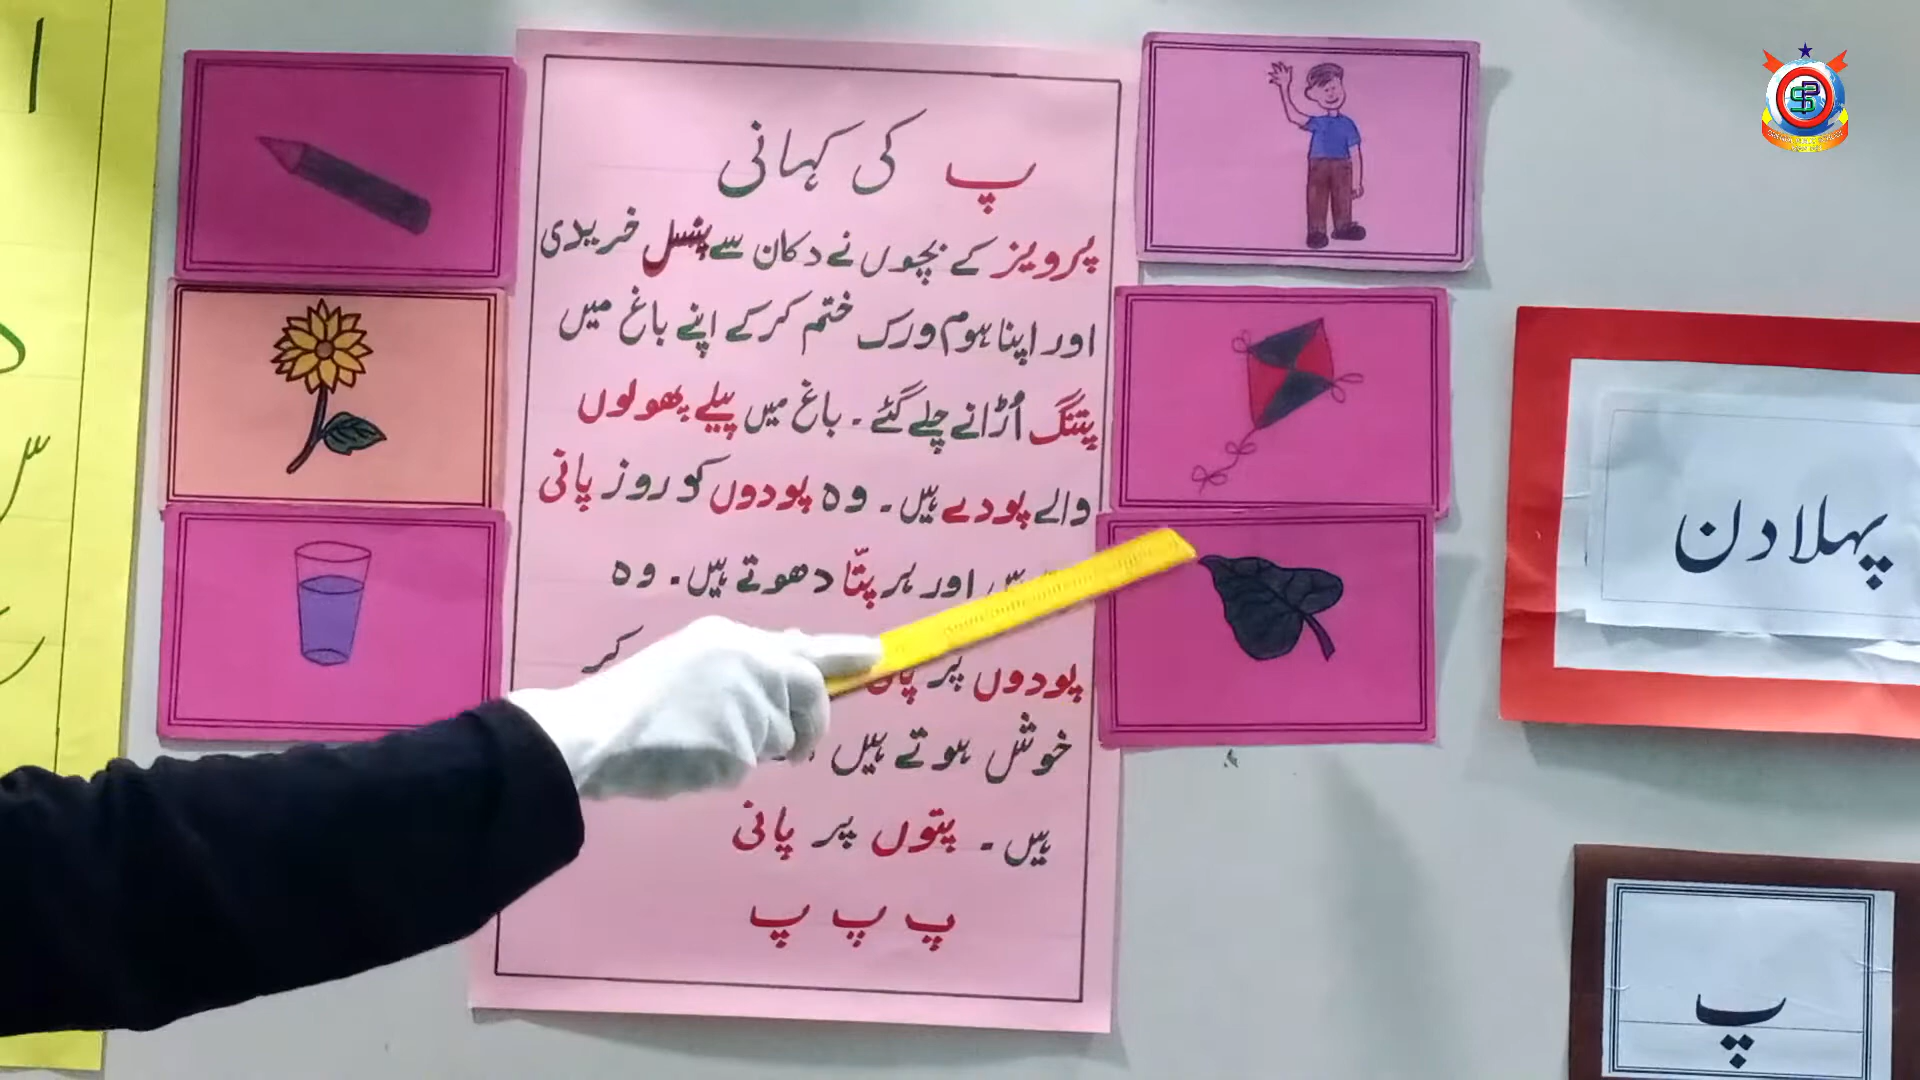 پ کی کہانی
پرویز کے بچوں نے دکان سے پنسل خریدی
اور اپنا ہوم ورک ختم کرکے اپنے باغ میں
پتنگ اُڑانے چلے گئے۔ باغ میں پیلے پھولوں
والے پودے ہیں۔ وہ پودوں کو روز پانی
اور ہر پتّا دھوتے ہیں۔ وہ
پودوں پر کر
خوش ہوتے ہیں
ہیں۔ پتوں پر پانی
پ پ پ
پہلا دن
پ